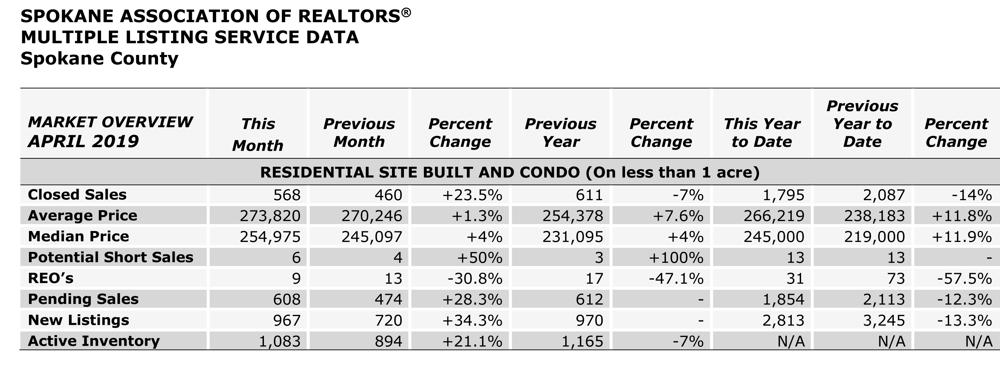 SPOKANE ASSOCIATION OF REALTORS®
MULTIPLE LISTING SERVICE DATA
Spokane County
MARKET OVERVIEW APRIL 2019 This Month Previous Month Percent Change Previous Year Percent Change This Year to Date Previous Year to Date Percent Change
RESIDENTIAL SITE BUILT AND CONDO (On less than 1 acre)
Closed Sales 568 460 +23.5% 611 -7% 1,795 2,087 -14%
Average Price 273,820 270,246 +1.3% 254,378 +7.6% 266,219 238,183 +11.8%
Median Price 254,975 245,097 +4% 231,095 +4% 245,000 219,000 +11.9%
Potential Short Sales 6 4 +50% 3 +100% 13 13 -
REO’s 9 13 -30.8% 17 -47.1% 31 73 -57.5%
Pending Sales 608 474 +28.3% 612 - 1,854 2,113 -12.3%
New Listings 967 720 +34.3% 970 - 2,813 3,245 -13.3%
Active Inventory 1,083 894 +21.1% 1,165 -7% N/A N/A N/A